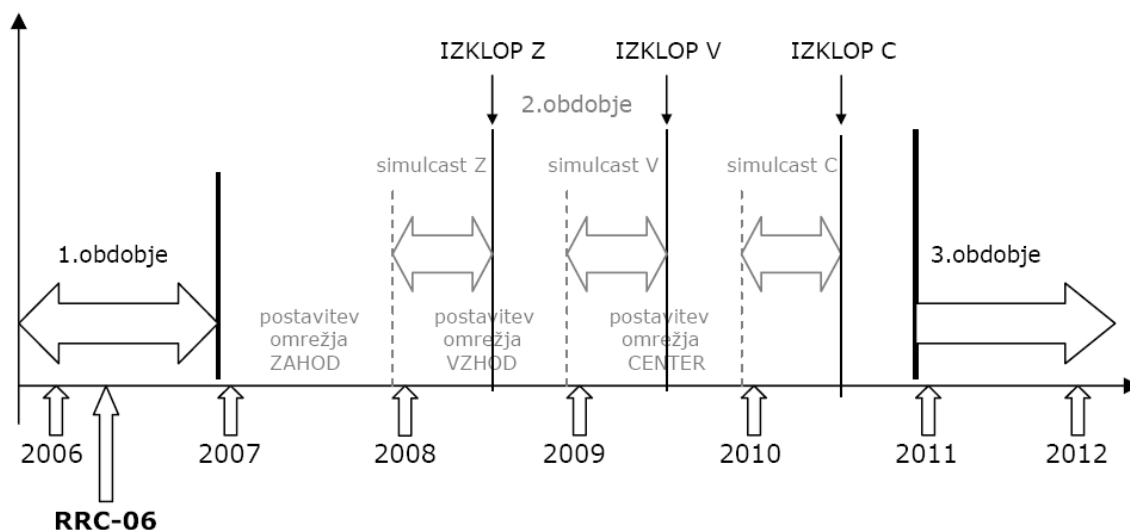 IZKLOP Z
IZKLOP V
IZKLOP C
2.obdobje
simulcast Z
simulcast V
simulcast C
1.obdobje
3.obdobje
postavitev
omrežja
ZAHOD
postavitev
omrežja
VZHOD
postavitev
omrežja
CENTER
2006
2007
2008
2009
2010
2011
2012
RRC-06